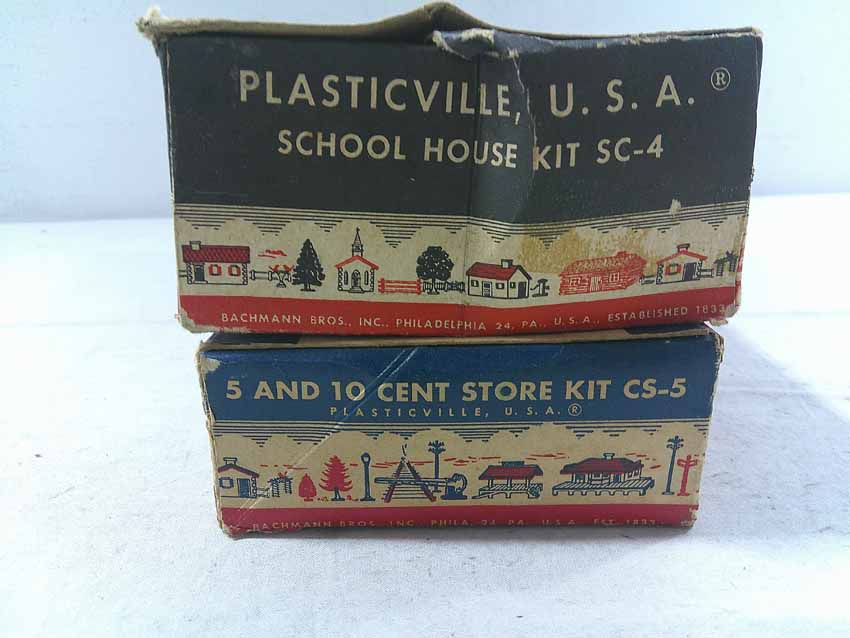 PLASTICVILLE, U. S. A. ®
SCHOOL HOUSE KIT SC-4
BACHMANN BROS., INC., PHILADELPHIA 24, PA., U.S.A., ESTABLISHED 1833
5 AND 10 CENT STORE KIT CS-5
PLASTICVILLE, U.S.A. ®
BACHMANN BROS. INC. PHILA. 24 PA. U.S.A. EST. 1833